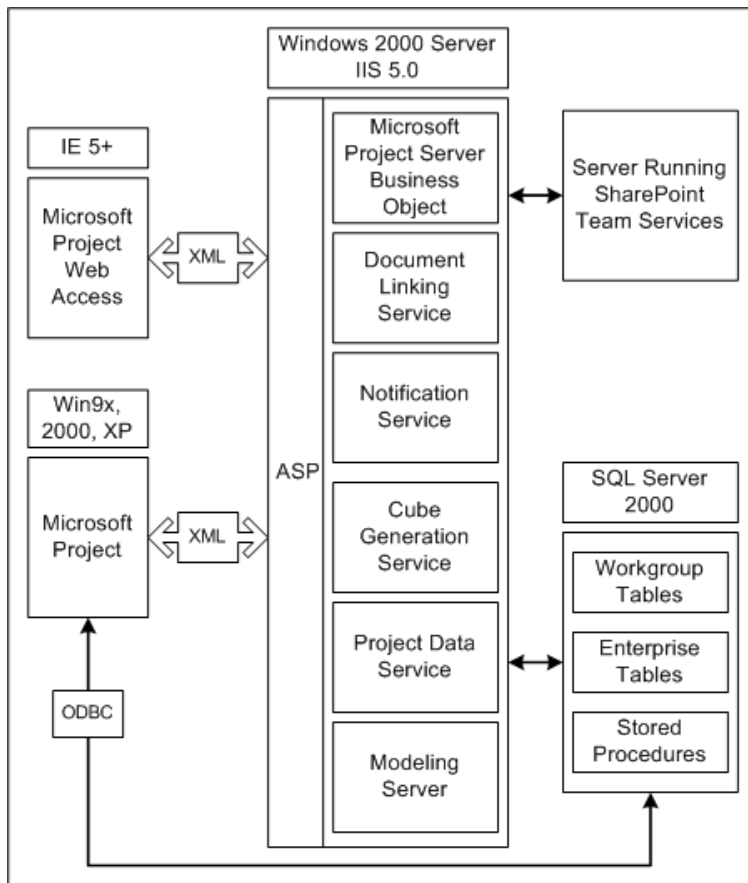 Windows 2000 Server
IIS 5.0
IE 5+
Microsoft
Project
Web
Access
XML
Win9x,
2000, XP
Microsoft
Project
XML
ODBC
ASP
Microsoft
Project Server
Business
Object
Document
Linking
Service
Notification
Service
Cube
Generation
Service
Project Data
Service
Modeling
Server
Server Running
SharePoint
Team Services
SQL Server
2000
Workgroup
Tables
Enterprise
Tables
Stored
Procedures